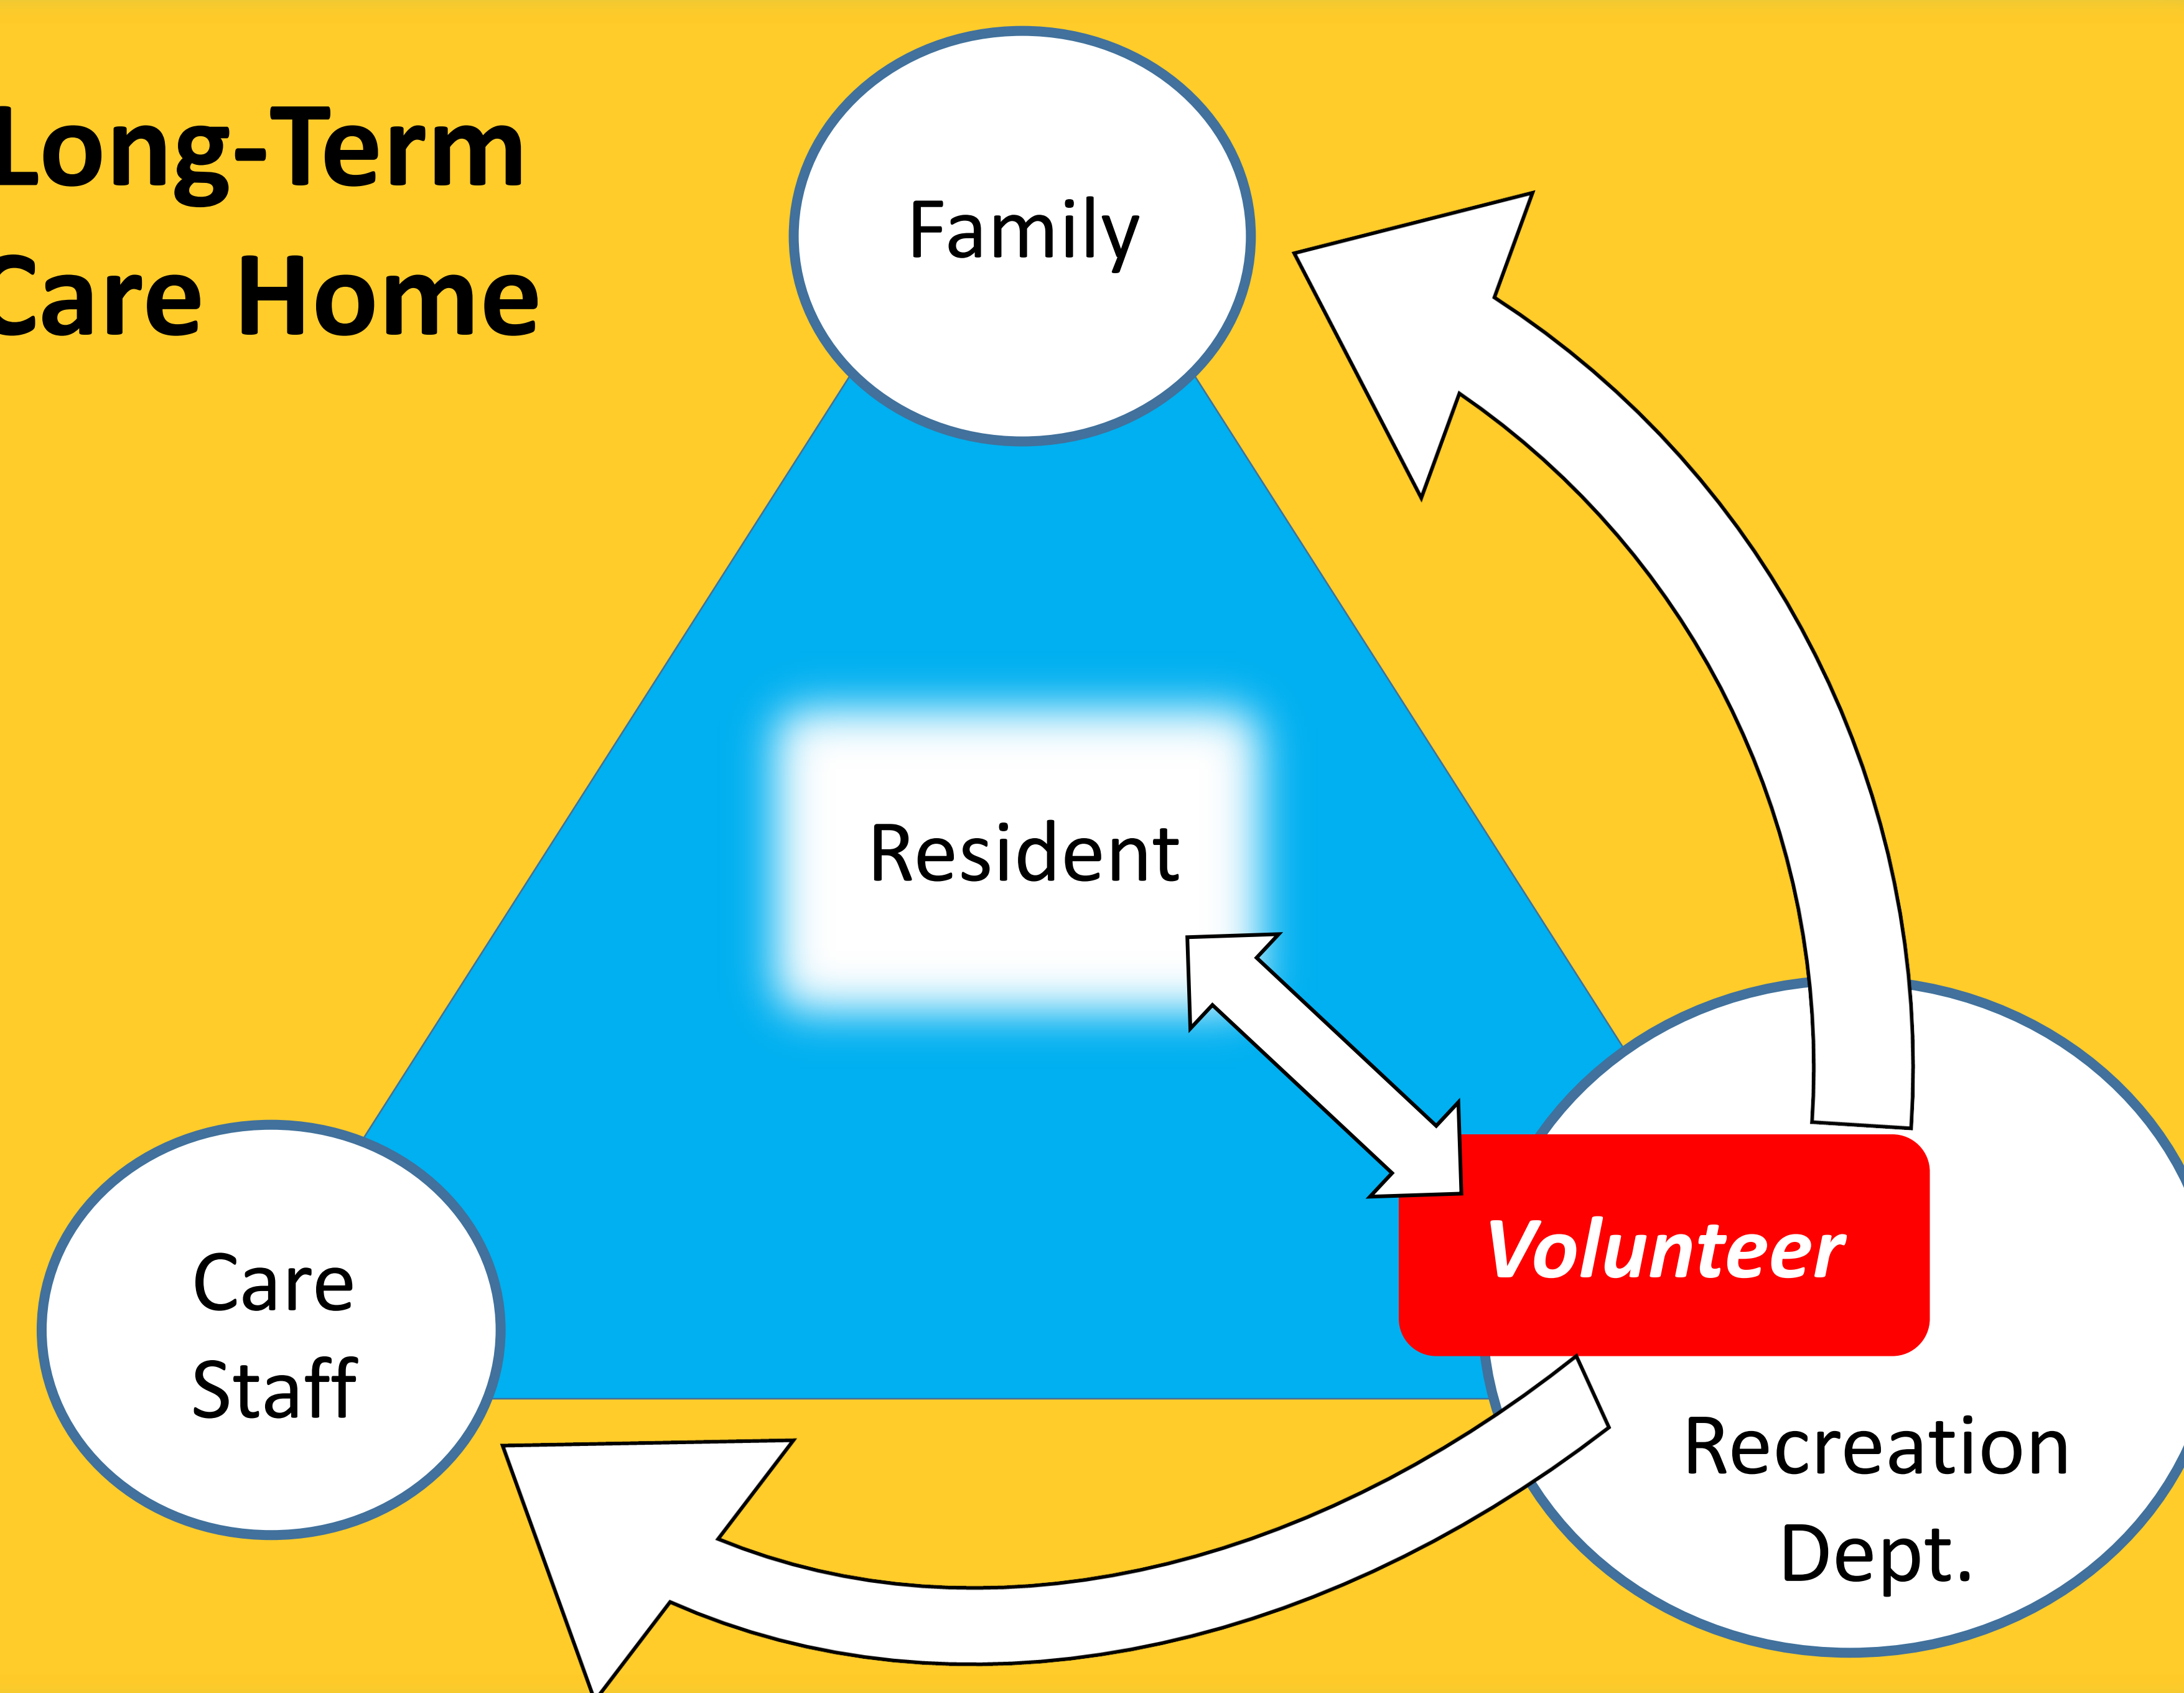 Long-Term
Care Home
Family
Resident
Volunteer
Care
Staff
Recreation
Dept.